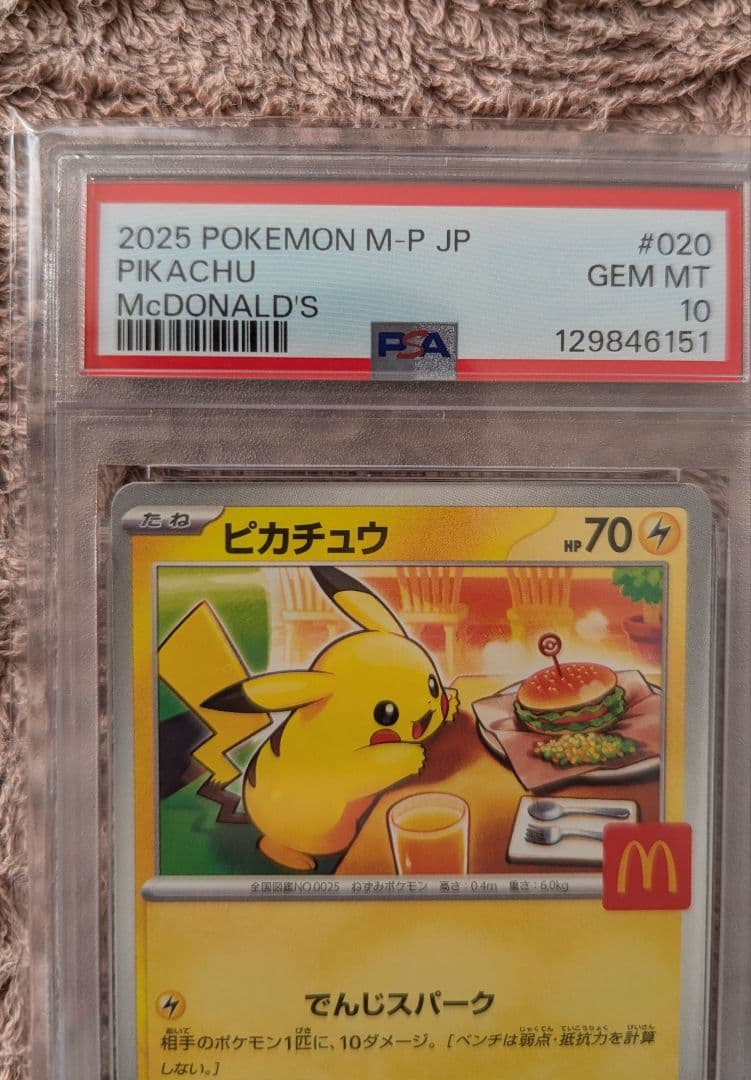 2025 POKEMON M-P JP #020
PIKACHU GEM MT
McDONALD'S 10
PSA 129846151
たね ピカチュウ HP70
全国図鑑NO.0025 ねずみポケモン 高さ:0.4m 重さ:6.0kg
M
でんじスパーク
相手のポケモン1匹に、10ダメージ。[ベンチは弱点・抵抗力を計算
しない。]